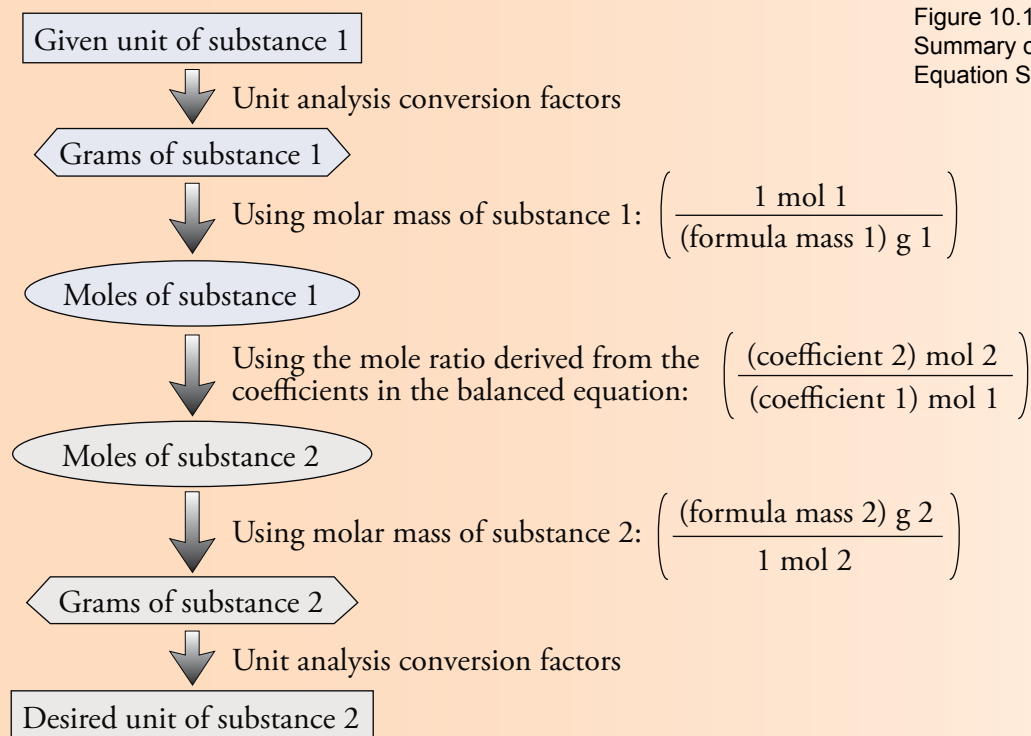 Figure 10.1
Summary o
Equation S
Given unit of substance 1
Unit analysis conversion factors
Grams of substance 1
Using molar mass of substance 1: ( 1 mol 1 / (formula mass 1) g 1 )
Moles of substance 1
Using the mole ratio derived from the
coefficients in the balanced equation: ( (coefficient 2) mol 2 / (coefficient 1) mol 1 )
Moles of substance 2
Using molar mass of substance 2: ( (formula mass 2) g 2 / 1 mol 2 )
Grams of substance 2
Unit analysis conversion factors
Desired unit of substance 2